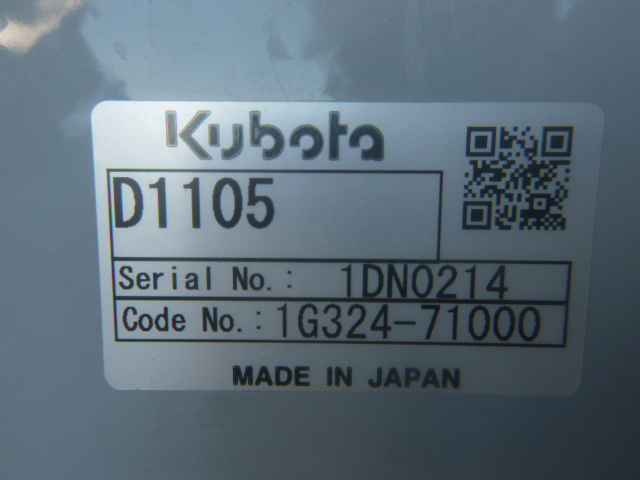 Kubota
D1105
Serial No.: 1DN0214
Code No.: 1G324-71000
MADE IN JAPAN